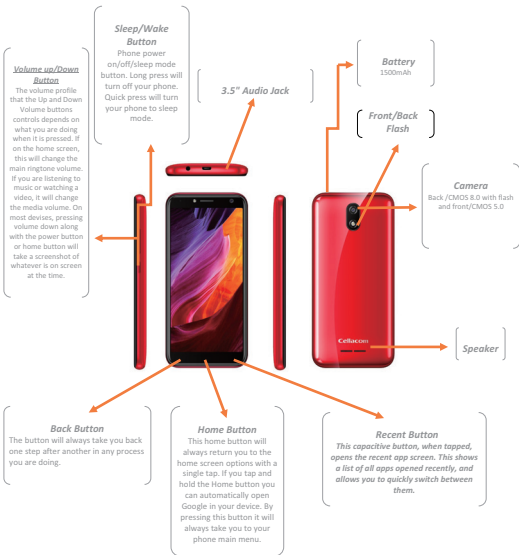 Sleep/Wake
Button
Phone power
on/off/sleep mode
button. Long press will
turn off your phone.
Quick press will turn
your phone to sleep
mode.
Volume up/Down
Button
The volume profile
that the Up and Down
Volume buttons
controls depends on
what you are doing
when it is pressed. If
on the home screen,
this will change the
main ringtone volume.
If you are listening to
music or watching a
video, it will change
the media volume. On
most devises, pressing
volume down along
with the power button
or home button will
take a screenshot of
whatever is on screen
at the time.
3.5" Audio Jack
Battery
1500mAh
Front/Back
Flash
Camera
Back /CMOS 8.0 with flash
and front/CMOS 5.0
Cellacom
Speaker
Back Button
The button will always take you back
one step after another in any process
you are doing.
Home Button
This home button will
always return you to the
home screen options with a
single tap. If you tap and
hold the Home button you
can automatically open
Google in your device. By
pressing this button it will
always take you to your
phone main menu.
Recent Button
This capacitive button, when tapped,
opens the recent app screen. This shows
a list of all apps opened recently, and
allows you to quickly switch between
them.